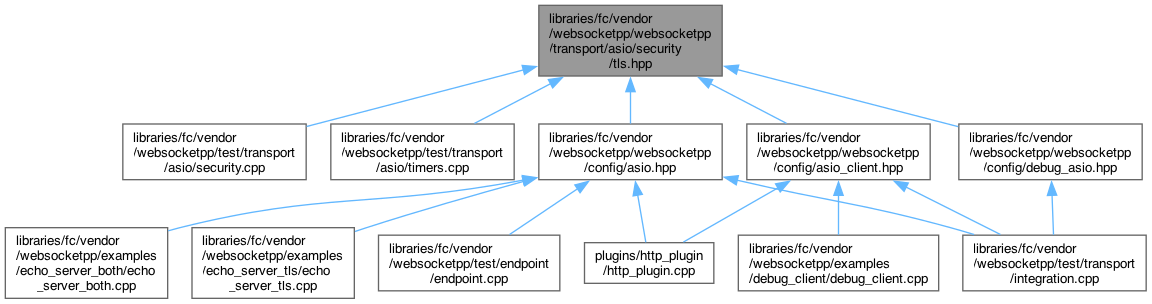 libraries/fc/vendor
/websocketpp/websocketpp
/transport/asio/security
/tls.hpp
libraries/fc/vendor
/websocketpp/test/transport
/asio/security.cpp
libraries/fc/vendor
/websocketpp/test/transport
/asio/timers.cpp
libraries/fc/vendor
/websocketpp/websocketpp
/config/asio.hpp
libraries/fc/vendor
/websocketpp/websocketpp
/config/asio_client.hpp
libraries/fc/vendor
/websocketpp/websocketpp
/config/debug_asio.hpp
libraries/fc/vendor
/websocketpp/examples
/echo_server_both/echo
_server_both.cpp
libraries/fc/vendor
/websocketpp/examples
/echo_server_tls/echo
_server_tls.cpp
libraries/fc/vendor
/websocketpp/test/endpoint
/endpoint.cpp
plugins/http_plugin
/http_plugin.cpp
libraries/fc/vendor
/websocketpp/examples
/debug_client/debug_client.cpp
libraries/fc/vendor
/websocketpp/test/transport
/integration.cpp